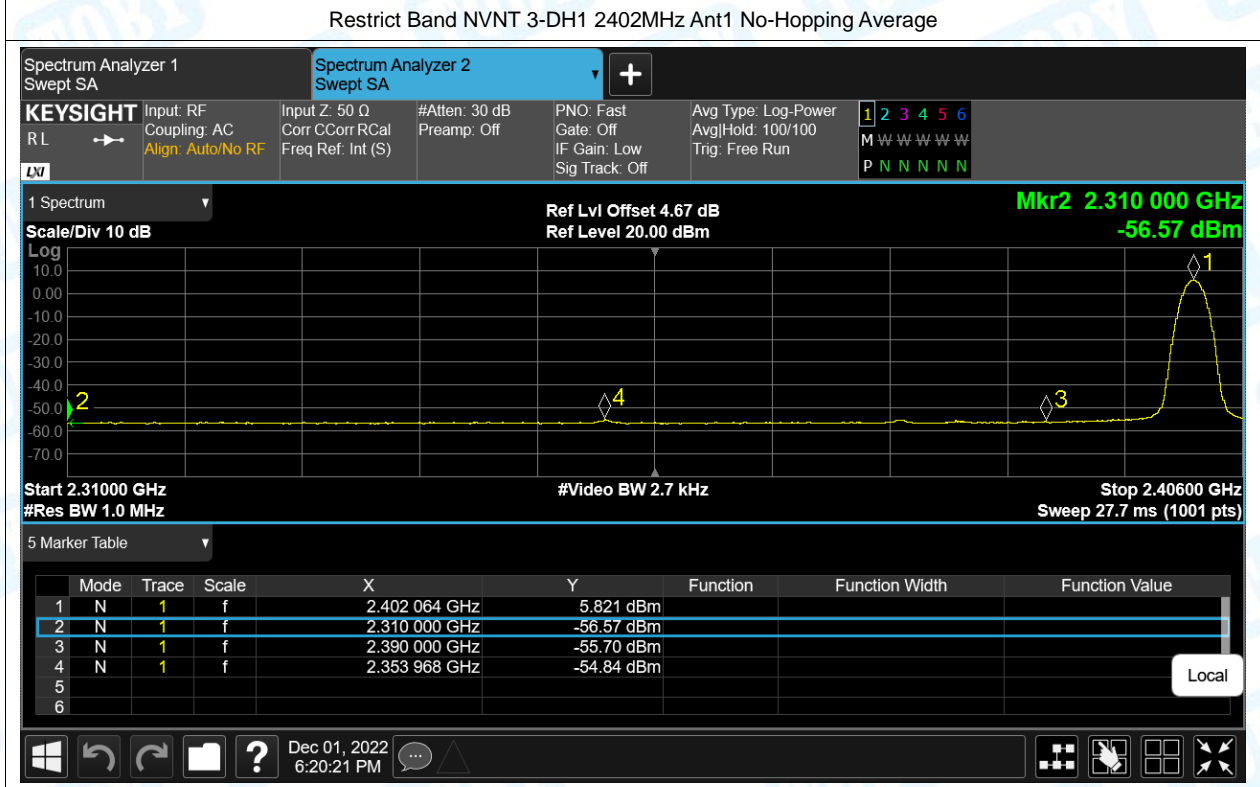 Restrict Band NVNT 3-DH1 2402MHz Ant1 No-Hopping Average
Spectrum Analyzer 1
Swept SA
Spectrum Analyzer 2
Swept SA
KEYSIGHT
RL
LXI
Input: RF
Coupling: AC
Align: Auto/No RF
Input Z: 50 Ω
Corr CCorr RCal
Freq Ref: Int (S)
#Atten: 30 dB
Preamp: Off
PNO: Fast
Gate: Off
IF Gain: Low
Sig Track: Off
Avg Type: Log-Power
Avg|Hold: 100/100
Trig: Free Run
1 2 3 4 5 6
M W W W W W
P N N N N N
1 Spectrum
Scale/Div 10 dB
Ref Lvl Offset 4.67 dB
Ref Level 20.00 dBm
Mkr2 2.310 000 GHz
-56.57 dBm
Log
10.0
0.00
-10.0
-20.0
-30.0
-40.0
-50.0
-60.0
-70.0
1
2
4
3
Start 2.31000 GHz
#Res BW 1.0 MHz
#Video BW 2.7 kHz
Stop 2.40600 GHz
Sweep 27.7 ms (1001 pts)
5 Marker Table
Mode Trace Scale X Y Function Function Width Function Value
1 N 1 f 2.402 064 GHz 5.821 dBm
2 N 1 f 2.310 000 GHz -56.57 dBm
3 N 1 f 2.390 000 GHz -55.70 dBm
4 N 1 f 2.353 968 GHz -54.84 dBm
5
6
Local
?
Dec 01, 2022
6:20:21 PM